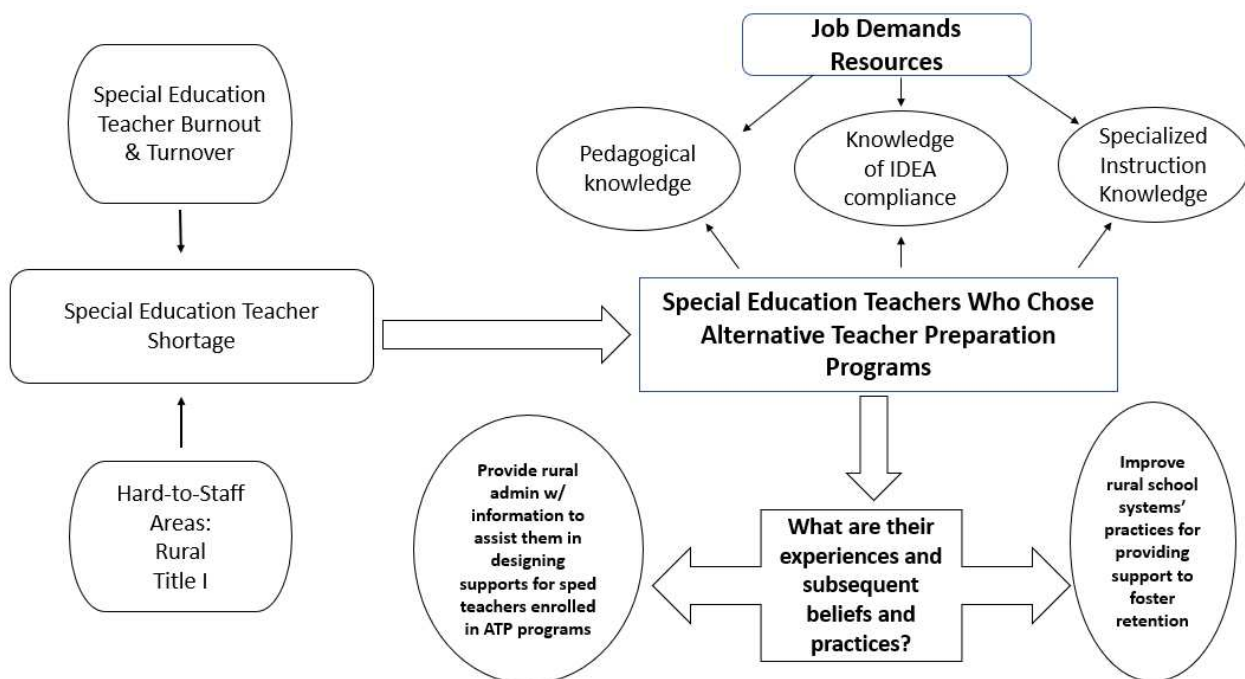 Special Education
Teacher Burnout
& Turnover
Special Education Teacher
Shortage
Hard-to-Staff
Areas:
Rural
Title I
Job Demands
Resources
Pedagogical
knowledge
Knowledge
of IDEA
compliance
Specialized
Instruction
Knowledge
Special Education Teachers Who Chose
Alternative Teacher Preparation
Programs
Provide rural
admin w/
information to
assist them in
designing
supports for sped
teachers enrolled
in ATP programs
What are their
experiences and
subsequent
beliefs and
practices?
Improve
rural school
systems’
practices for
providing
support to
foster
retention